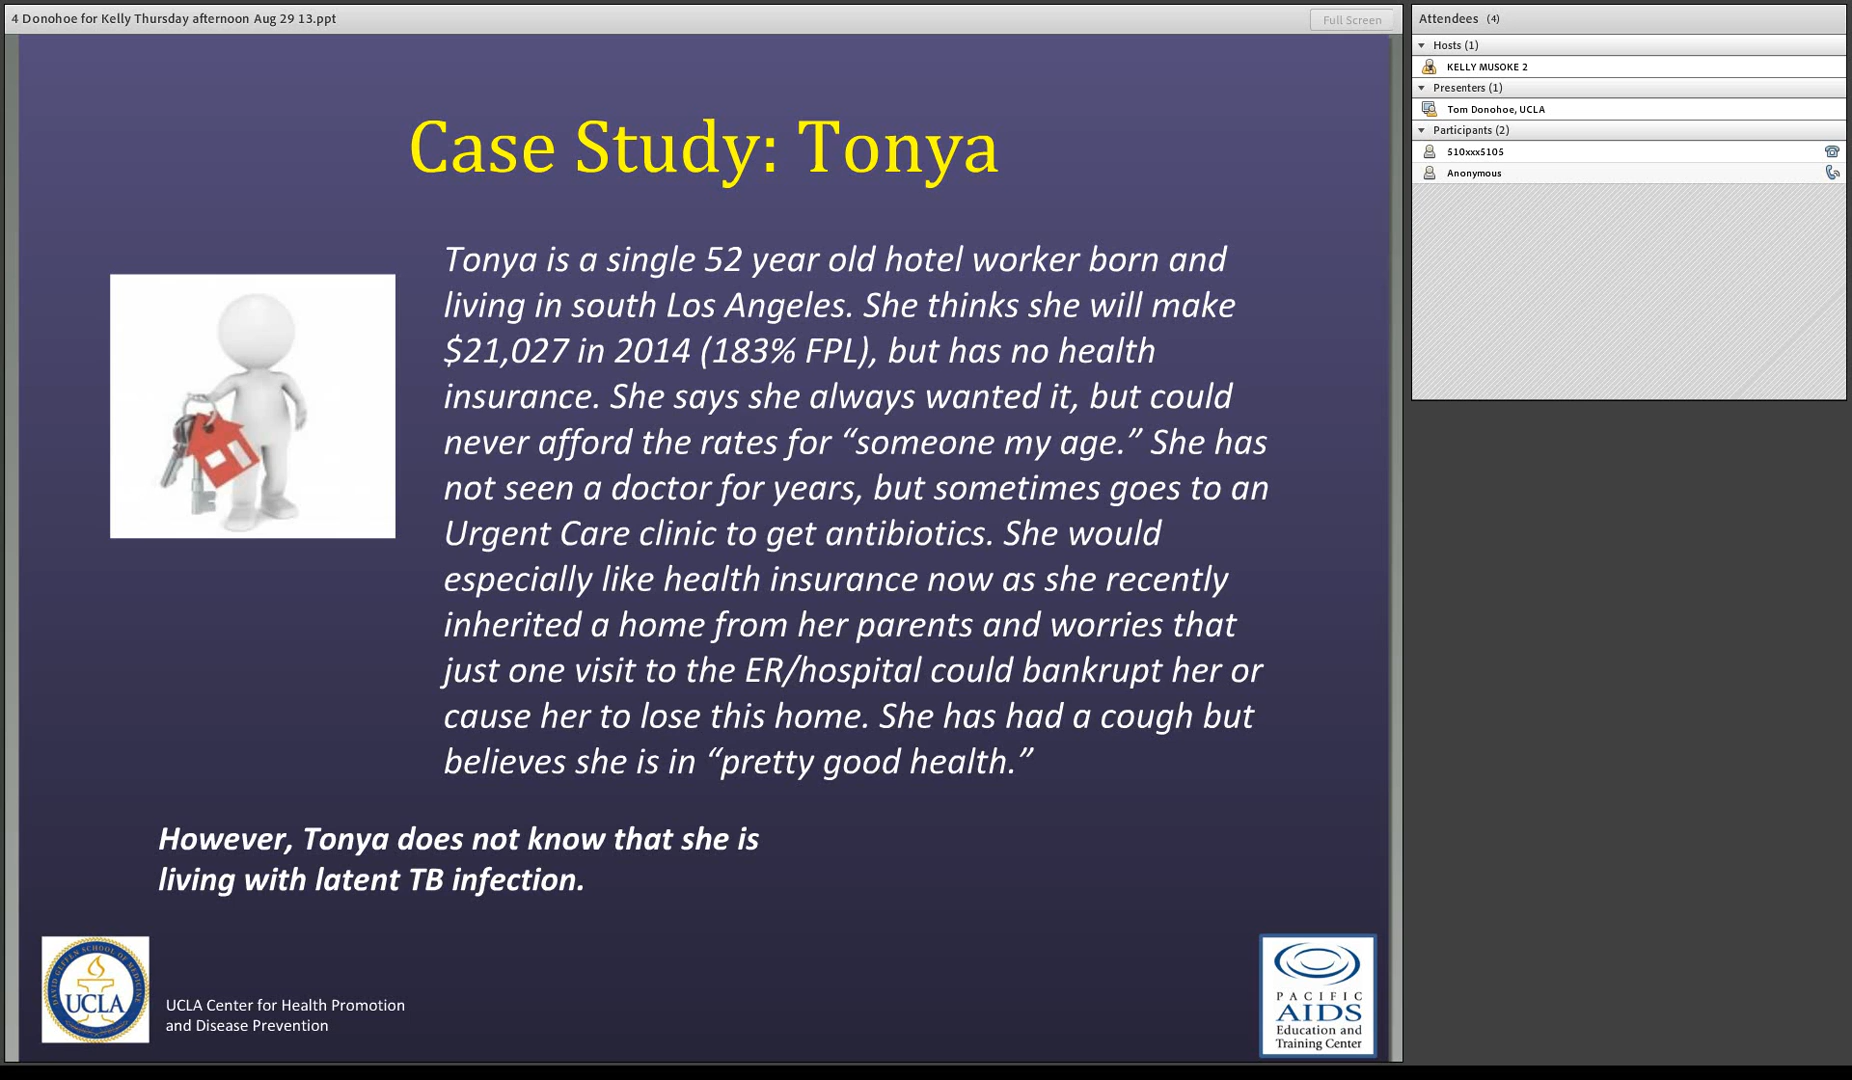 4 Donohoe for Kelly Thursday afternoon Aug 29 13.ppt
Full Screen
Case Study: Tonya
Tonya is a single 52 year old hotel worker born and
living in south Los Angeles. She thinks she will make
$21,027 in 2014 (183% FPL), but has no health
insurance. She says she always wanted it, but could
never afford the rates for “someone my age.” She has
not seen a doctor for years, but sometimes goes to an
Urgent Care clinic to get antibiotics. She would
especially like health insurance now as she recently
inherited a home from her parents and worries that
just one visit to the ER/hospital could bankrupt her or
cause her to lose this home. She has had a cough but
believes she is in “pretty good health.”
However, Tonya does not know that she is
living with latent TB infection.
DAVID GEFFEN SCHOOL OF MEDICINE
UCLA
UCLA Center for Health Promotion
and Disease Prevention
PACIFIC
AIDS
Education and
Training Center
Attendees (4)
Hosts (1)
KELLY MUSOKE 2
Presenters (1)
Tom Donohoe, UCLA
Participants (2)
510xxx5105
Anonymous